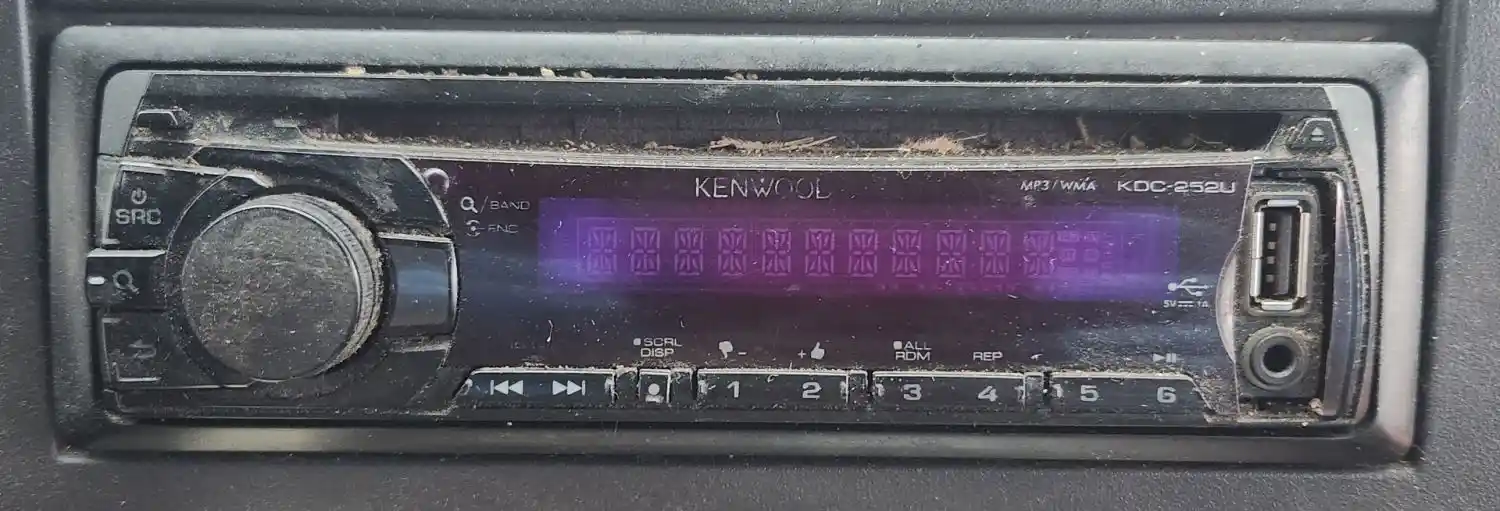 KENWOOD
MP3/WMA KDC-252U
/BAND
FNC
SRC
5V 1A
SCRL
DISP
-
+
ALL
RDM
REP
1 2 3 4 5 6